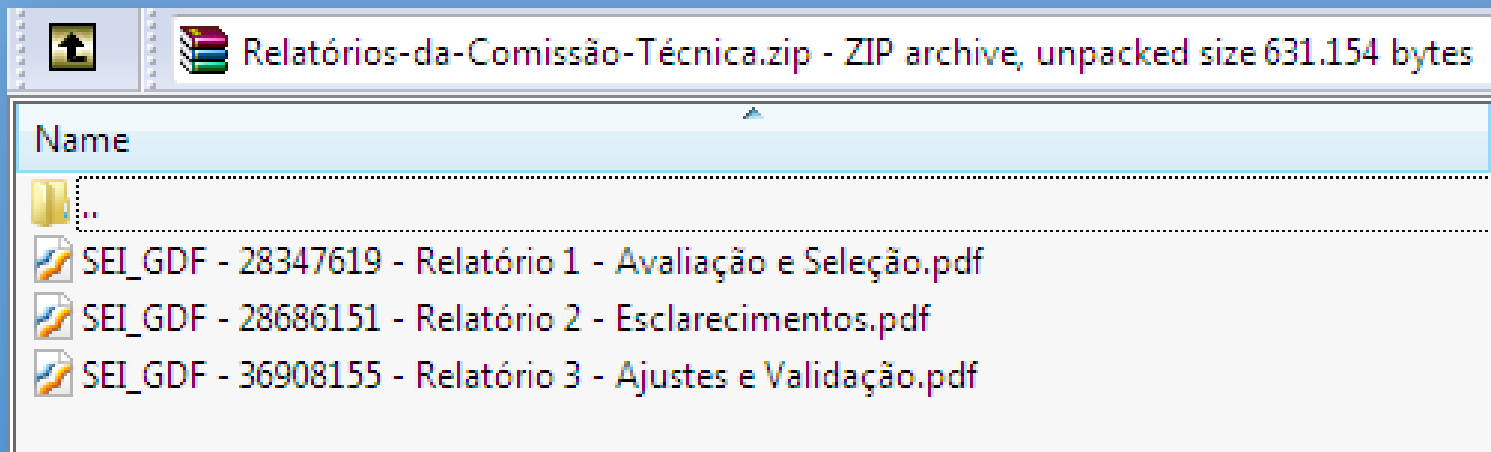 Relatórios-da-Comissão-Técnica.zip - ZIP archive, unpacked size 631.154 bytes
Name
..
SEI_GDF - 28347619 - Relatório 1 - Avaliação e Seleção.pdf
SEI_GDF - 28686151 - Relatório 2 - Esclarecimentos.pdf
SEI_GDF - 36908155 - Relatório 3 - Ajustes e Validação.pdf